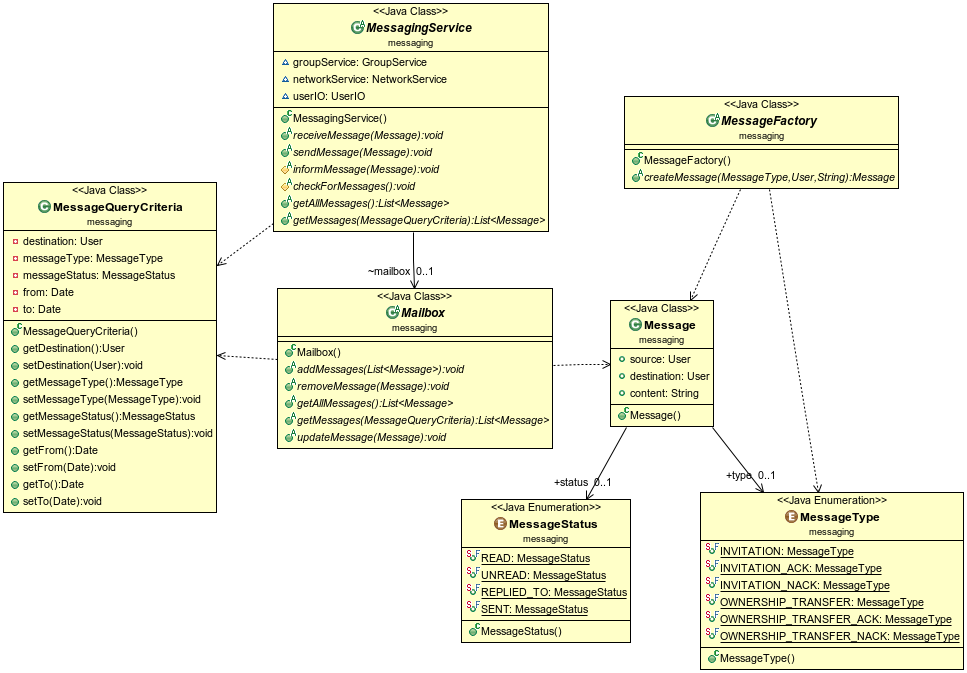 <<Java Class>>
MessagingService
messaging
groupService: GroupService
networkService: NetworkService
userIO: UserIO
MessagingService()
receiveMessage(Message):void
sendMessage(Message):void
informMessage(Message):void
checkForMessages():void
getAllMessages():List<Message>
getMessages(MessageQueryCriteria):List<Message>
<<Java Class>>
MessageFactory
messaging
MessageFactory()
createMessage(MessageType,User,String):Message
<<Java Class>>
MessageQueryCriteria
messaging
destination: User
messageType: MessageType
messageStatus: MessageStatus
from: Date
to: Date
MessageQueryCriteria()
getDestination():User
setDestination(User):void
getMessageType():MessageType
setMessageType(MessageType):void
getMessageStatus():MessageStatus
setMessageStatus(MessageStatus):void
getFrom():Date
setFrom(Date):void
getTo():Date
setTo(Date):void
~mailbox 0..1
<<Java Class>>
Mailbox
messaging
Mailbox()
addMessages(List<Message>):void
removeMessage(Message):void
getAllMessages():List<Message>
getMessages(MessageQueryCriteria):List<Message>
updateMessage(Message):void
<<Java Class>>
Message
messaging
source: User
destination: User
content: String
Message()
+status 0..1
+type 0..1
<<Java Enumeration>>
MessageStatus
messaging
READ: MessageStatus
UNREAD: MessageStatus
REPLIED_TO: MessageStatus
SENT: MessageStatus
MessageStatus()
<<Java Enumeration>>
MessageType
messaging
INVITATION: MessageType
INVITATION_ACK: MessageType
INVITATION_NACK: MessageType
OWNERSHIP_TRANSFER: MessageType
OWNERSHIP_TRANSFER_ACK: MessageType
OWNERSHIP_TRANSFER_NACK: MessageType
MessageType()